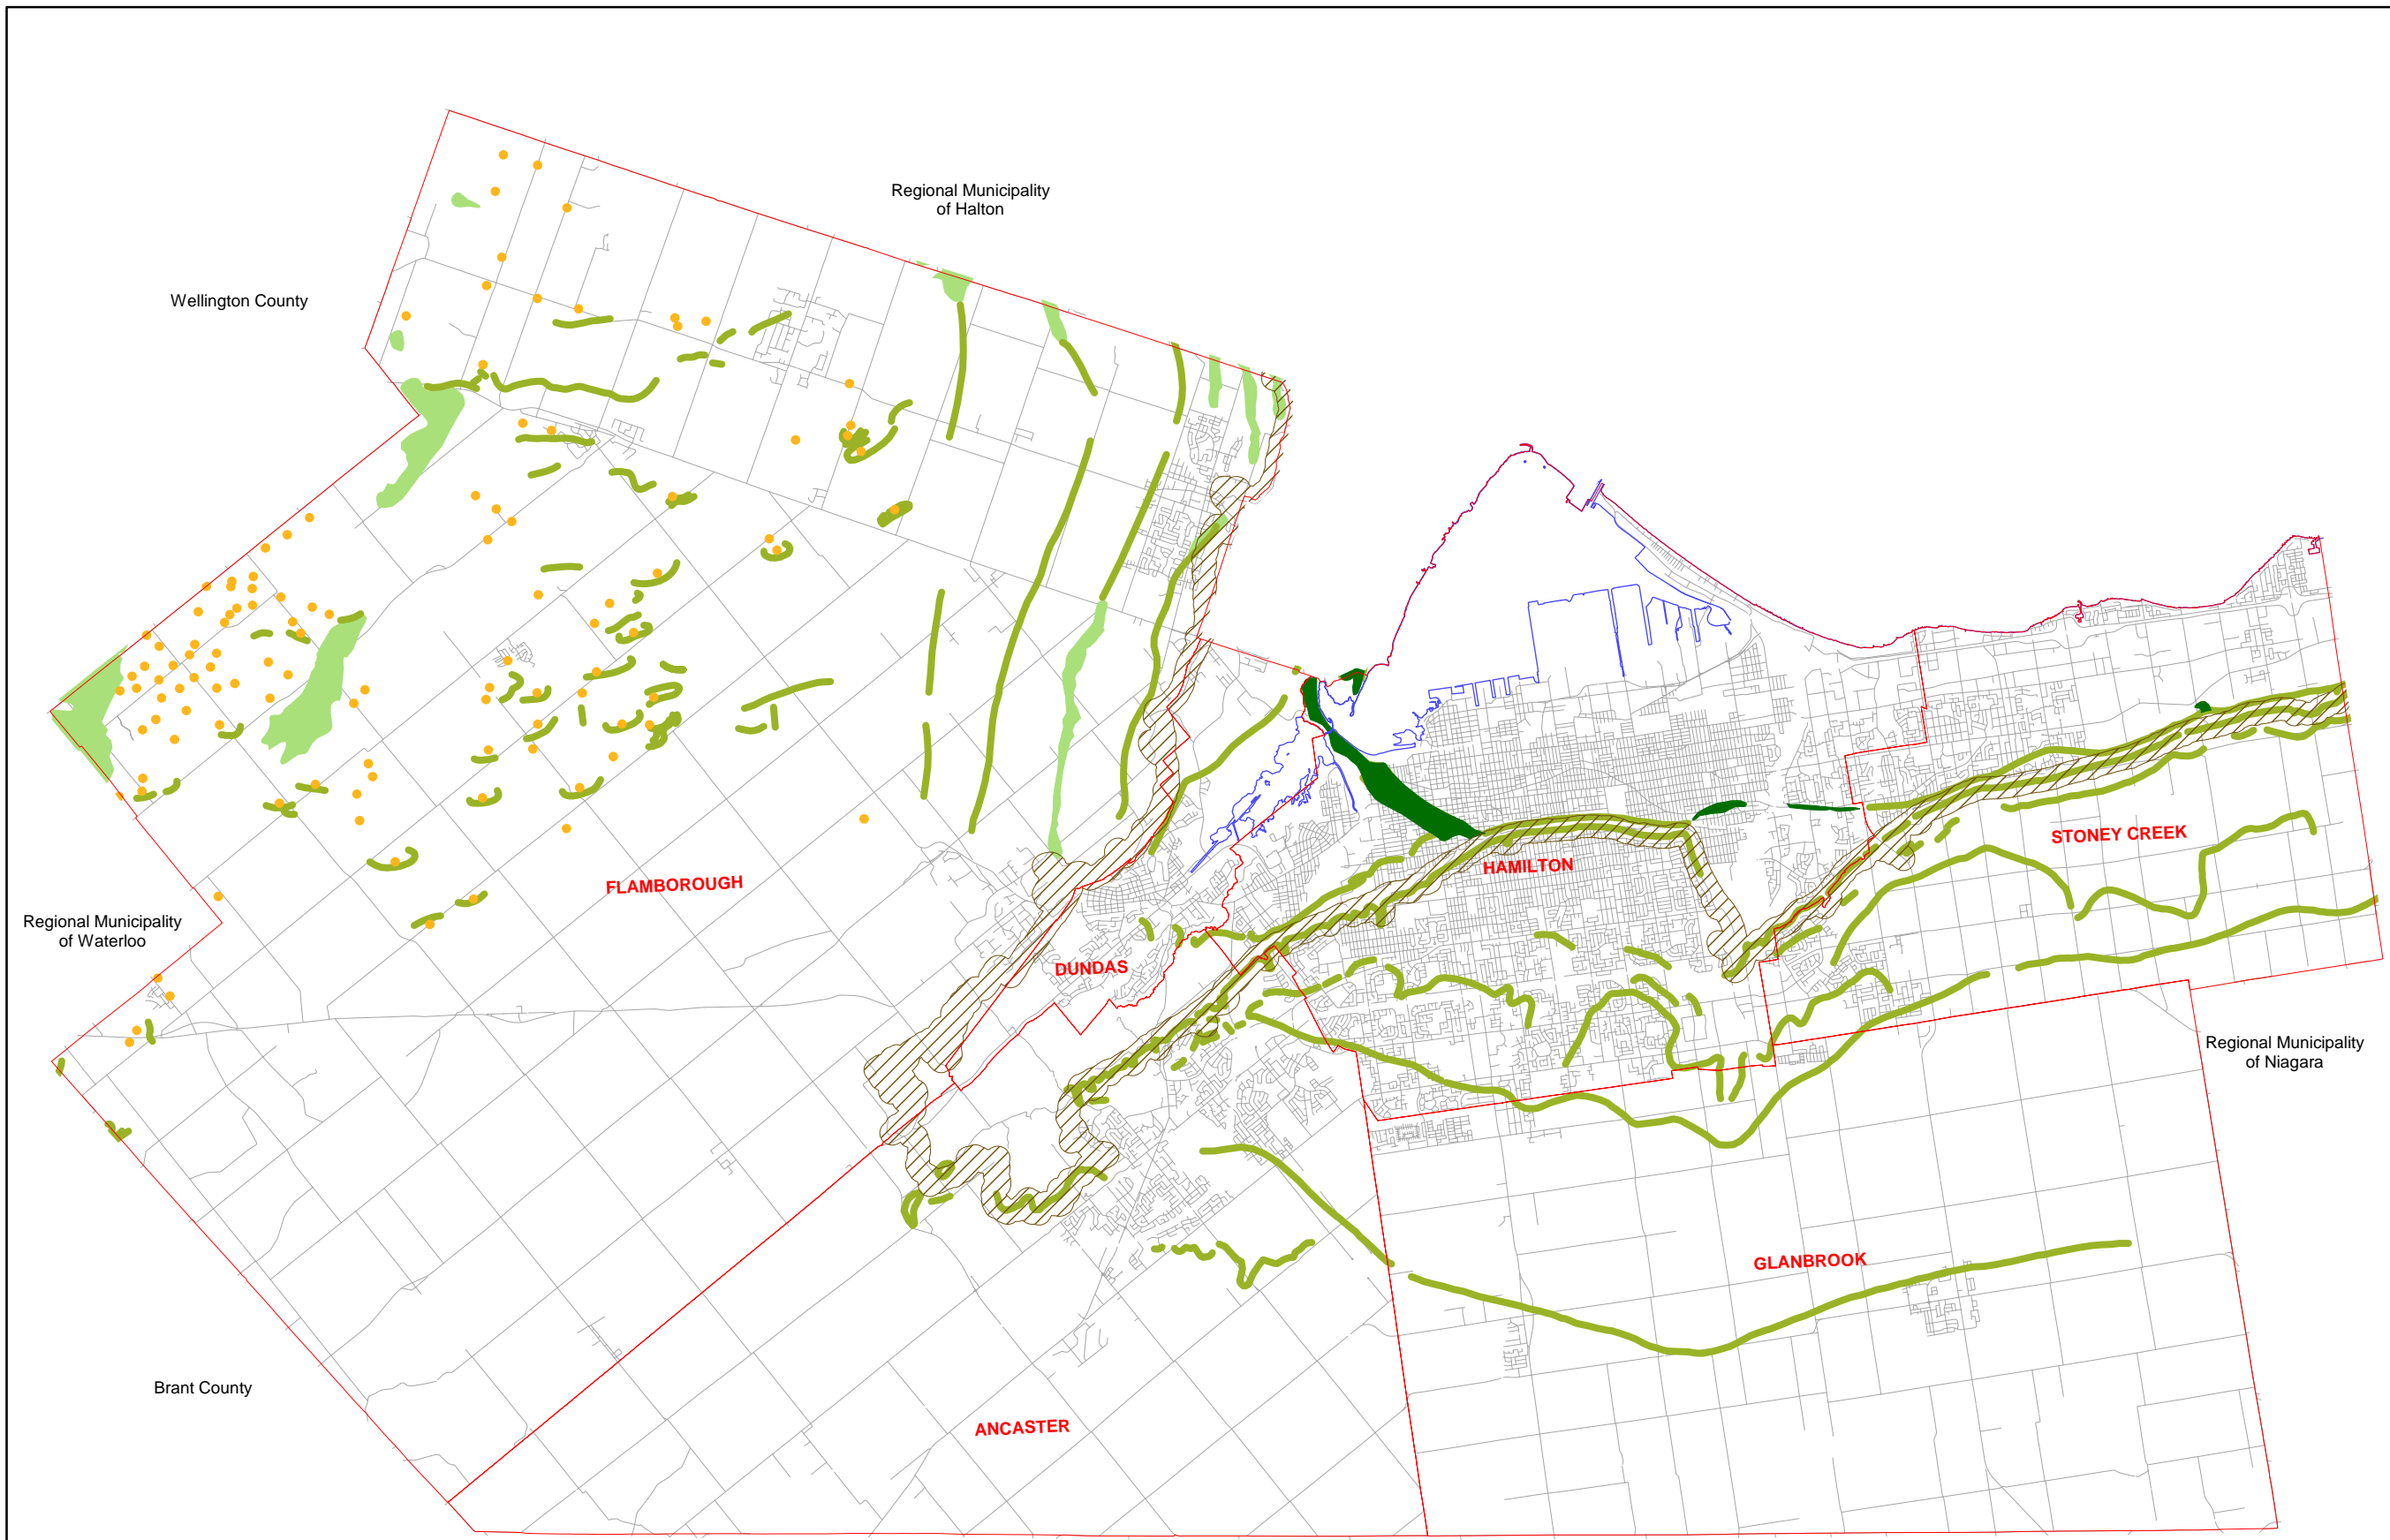 Regional Municipality
of Halton
Wellington County
STONEY CREEK
HAMILTON
FLAMBOROUGH
Regional Municipality
of Waterloo
DUNDAS
Regional Municipality
of Niagara
GLANBROOK
Brant County
ANCASTER